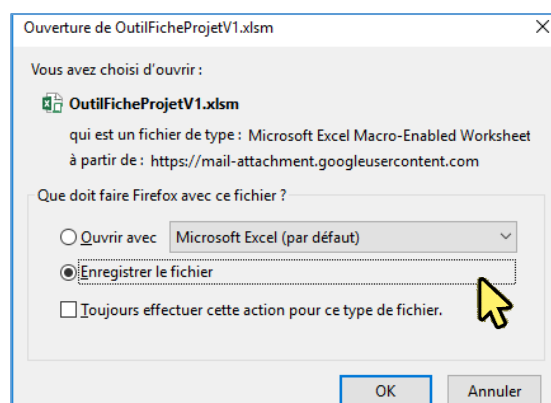 Ouverture de OutilFicheProjetV1.xlsm
Vous avez choisi d'ouvrir :
OutilFicheProjetV1.xlsm
qui est un fichier de type : Microsoft Excel Macro-Enabled Worksheet
à partir de : https://mail-attachment.googleusercontent.com
Que doit faire Firefox avec ce fichier ?
Ouvrir avec Microsoft Excel (par défaut)
Enregistrer le fichier
Toujours effectuer cette action pour ce type de fichier.
OK Annuler